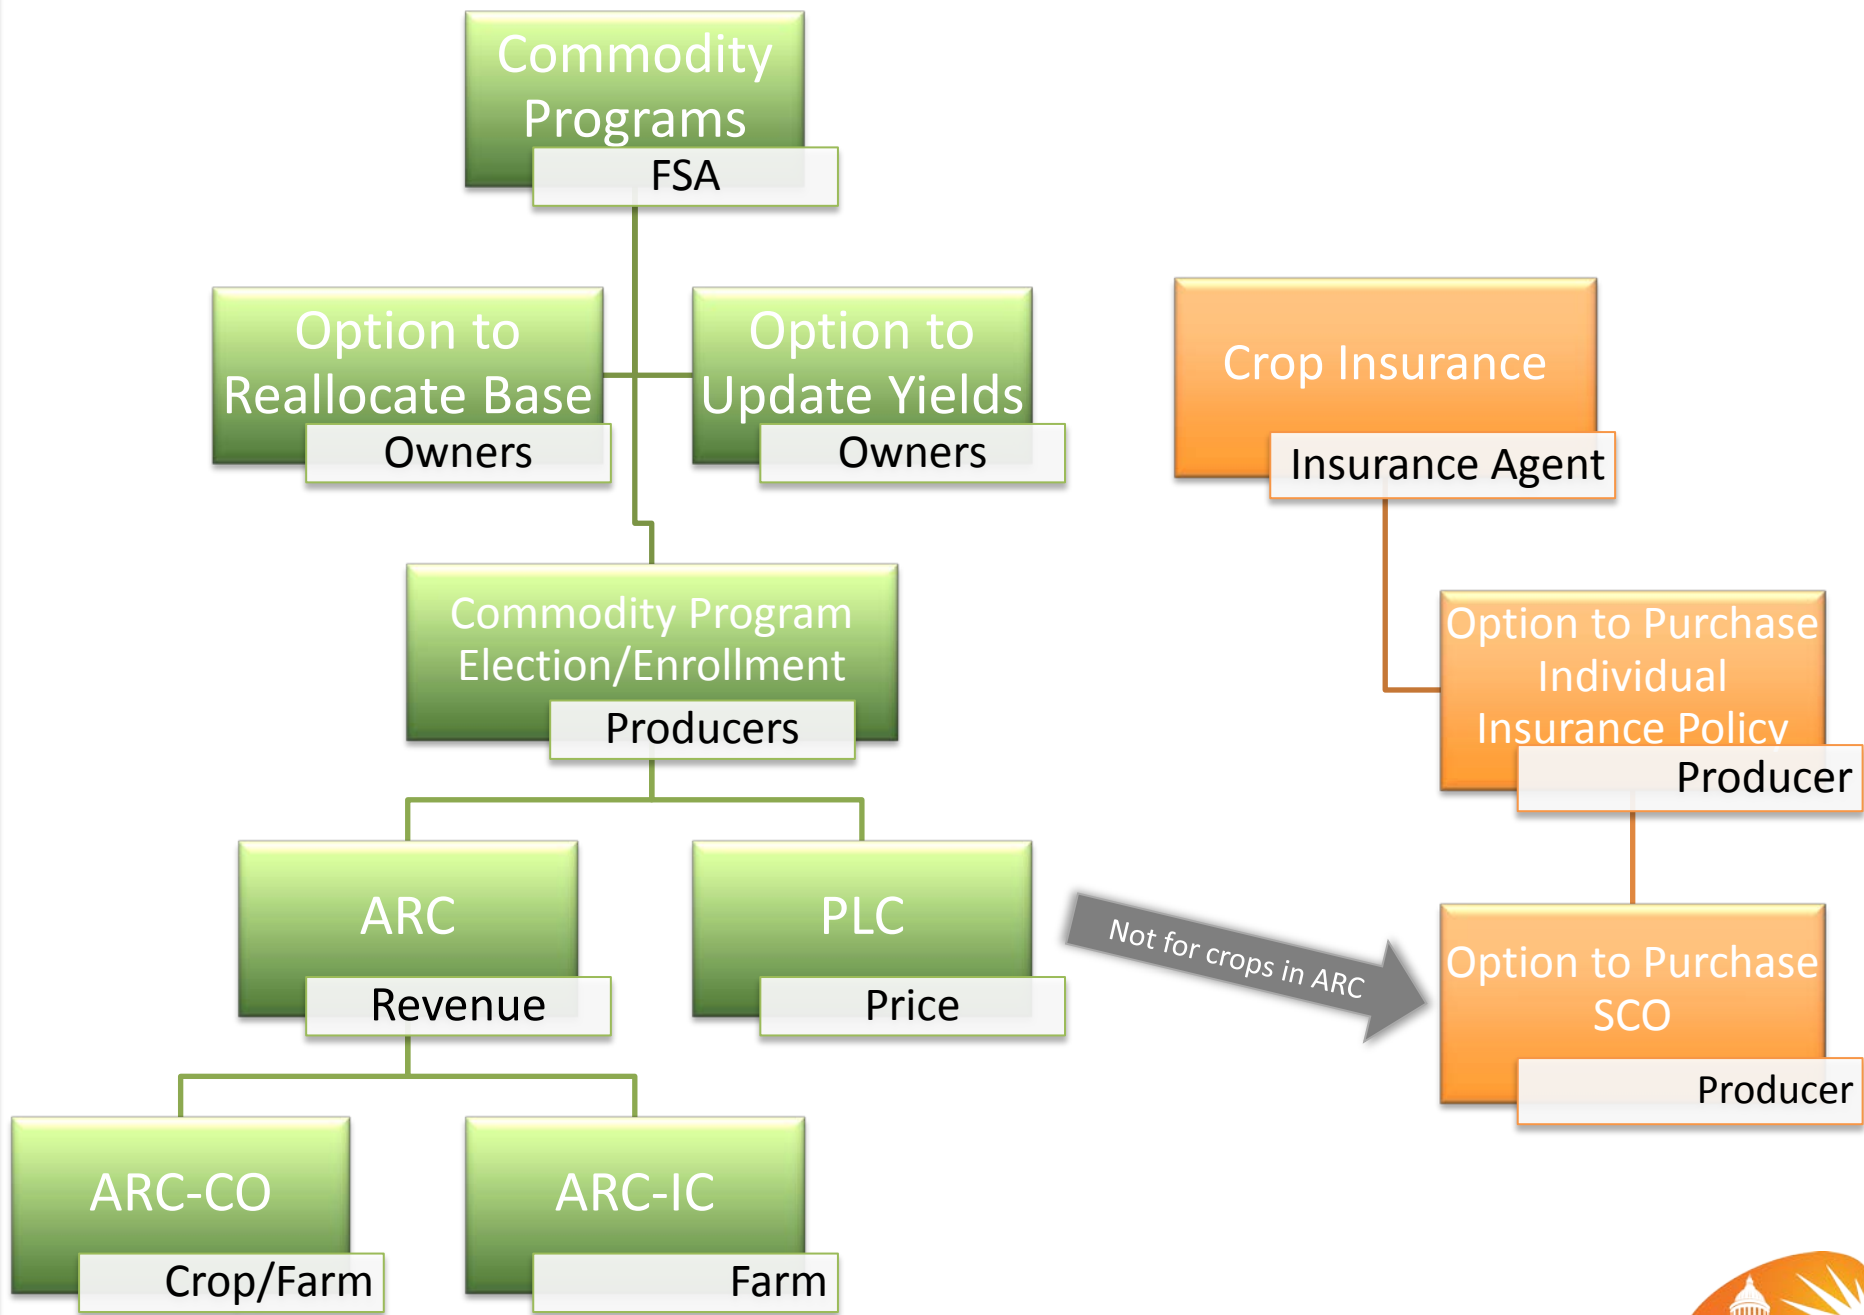 Commodity
Programs
FSA
Option to
Reallocate Base
Owners
Option to
Update Yields
Owners
Commodity Program
Election/Enrollment
Producers
ARC
Revenue
PLC
Price
ARC-CO
Crop/Farm
ARC-IC
Farm
Crop Insurance
Insurance Agent
Option to Purchase
Individual
Insurance Policy
Producer
Not for crops in ARC
Option to Purchase
SCO
Producer